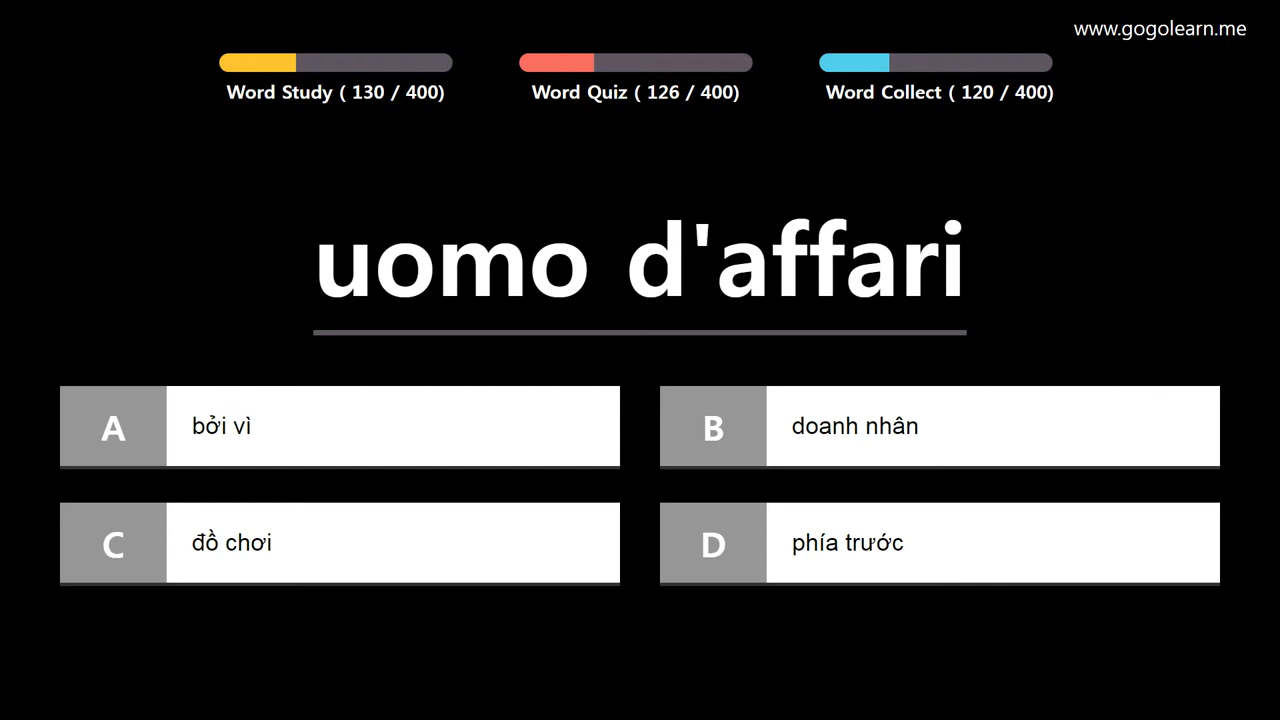 www.gogolearn.me
Word Study ( 130 / 400)
Word Quiz ( 126 / 400)
Word Collect ( 120 / 400)
uomo d'affari
A
bởi vì
B
doanh nhân
C
đồ chơi
D
phía trước